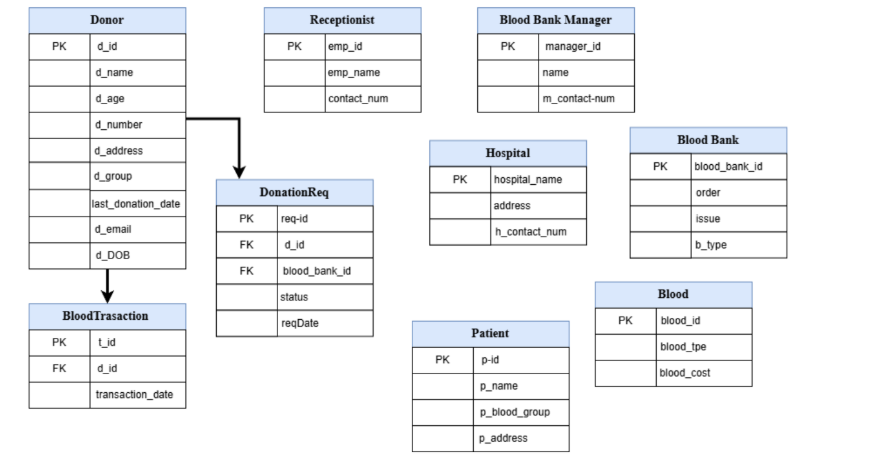 Donor
PK d_id
d_name
d_age
d_number
d_address
d_group
last_donation_date
d_email
d_DOB
Receptionist
PK emp_id
emp_name
contact_num
Blood Bank Manager
PK manager_id
name
m_contact-num
Hospital
PK hospital_name
address
h_contact_num
Blood Bank
PK blood_bank_id
order
issue
b_type
DonationReq
PK req-id
FK d_id
FK blood_bank_id
status
reqDate
BloodTrasaction
PK t_id
FK d_id
transaction_date
Patient
PK p-id
p_name
p_blood_group
p_address
Blood
PK blood_id
blood_tpe
blood_cost